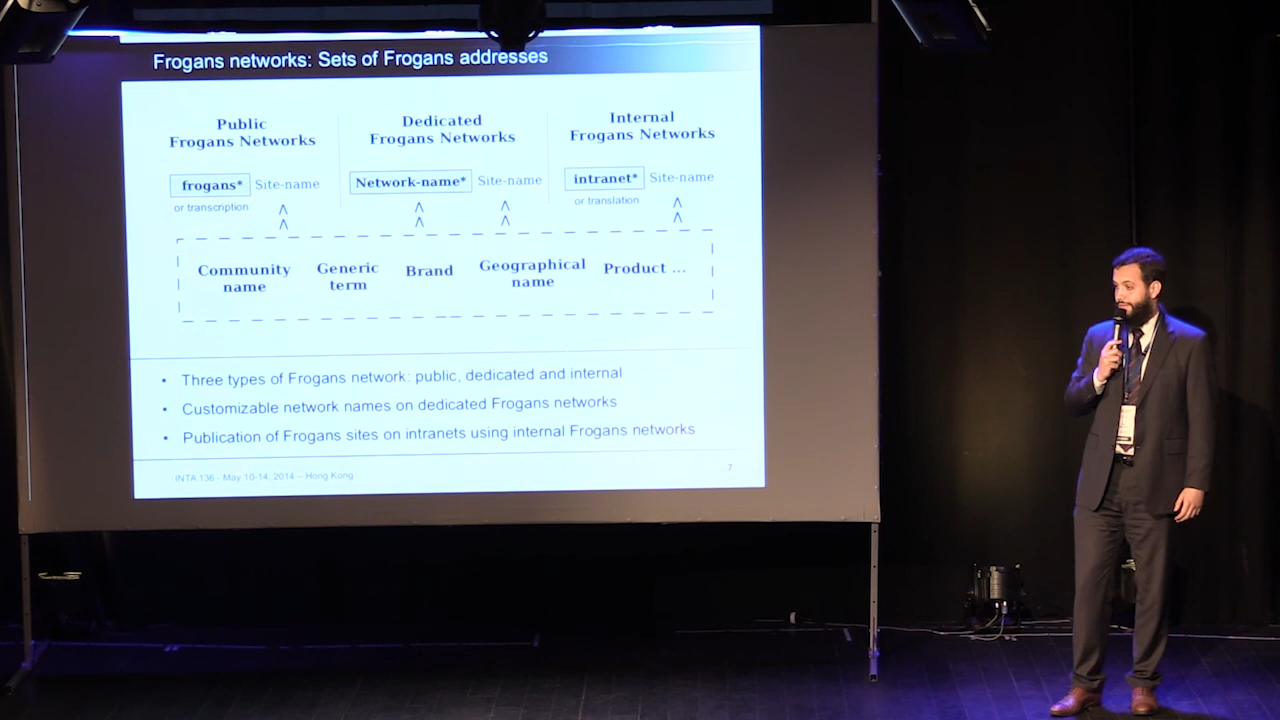 Frogans networks: Sets of Frogans addresses
Public
Frogans Networks
Dedicated
Frogans Networks
Internal
Frogans Networks
frogans* Site-name
or transcription
Network-name* Site-name
intranet* Site-name
or translation
Community
name
Generic
term
Brand
Geographical
name
Product ...
• Three types of Frogans network: public, dedicated and internal
• Customizable network names on dedicated Frogans networks
• Publication of Frogans sites on intranets using internal Frogans networks
INTA 136 - May 10-14, 2014 – Hong Kong
7